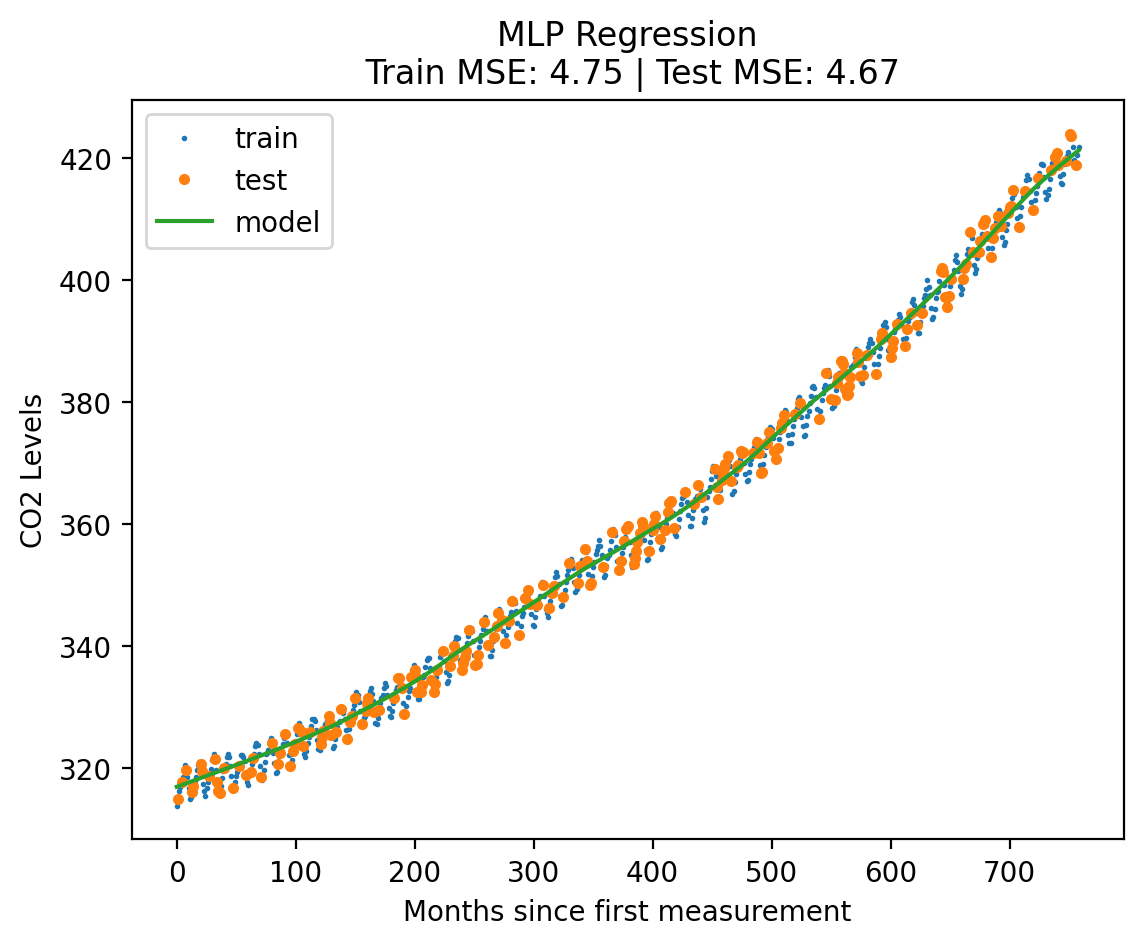 MLP Regression
Train MSE: 4.75 | Test MSE: 4.67
train
test
model
420
400
380
360
340
320
CO2 Levels
0 100 200 300 400 500 600 700
Months since first measurement